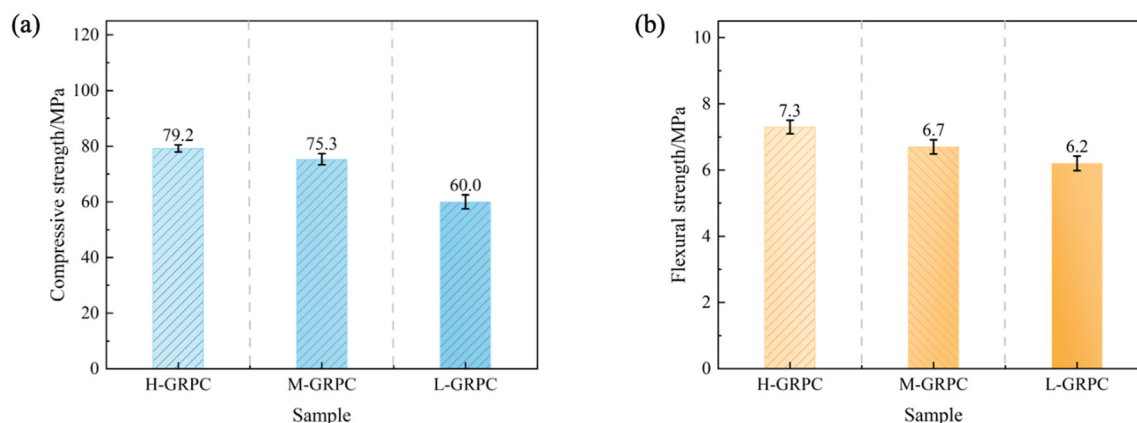 (a)
Compressive strength/MPa
120
100
80
60
40
20
0
79.2
75.3
60.0
H-GRPC
M-GRPC
L-GRPC
Sample
(b)
Flexural strength/MPa
10
8
6
4
2
0
7.3
6.7
6.2
H-GRPC
M-GRPC
L-GRPC
Sample